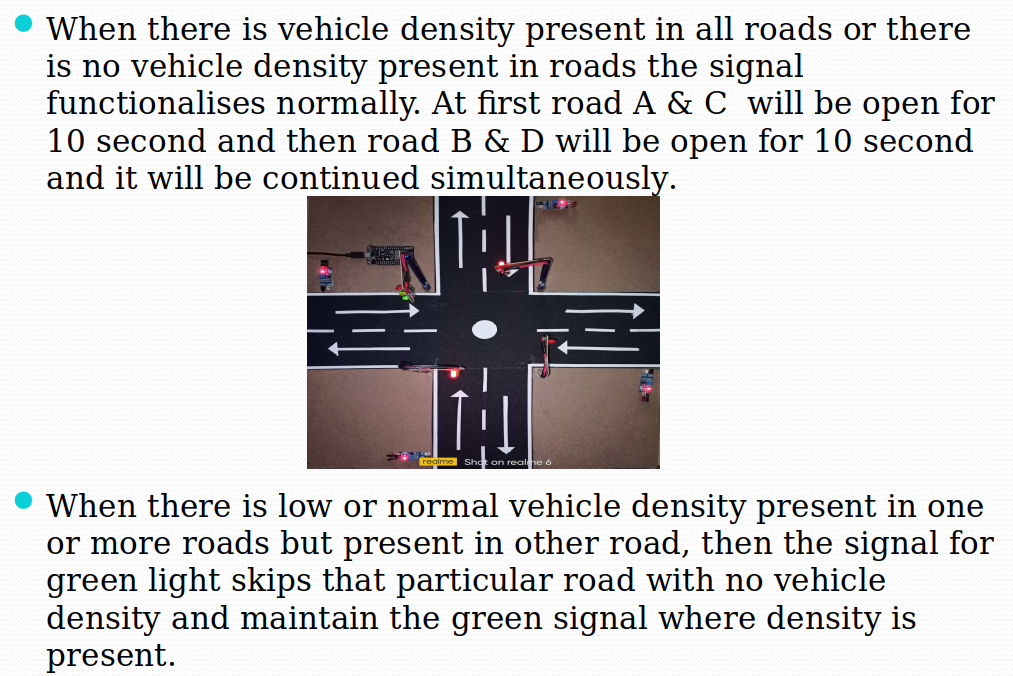 When there is vehicle density present in all roads or there
is no vehicle density present in roads the signal
functionalises normally. At first road A & C will be open for
10 second and then road B & D will be open for 10 second
and it will be continued simultaneously.
realme Shot on realme 6
When there is low or normal vehicle density present in one
or more roads but present in other road, then the signal for
green light skips that particular road with no vehicle
density and maintain the green signal where density is
present.